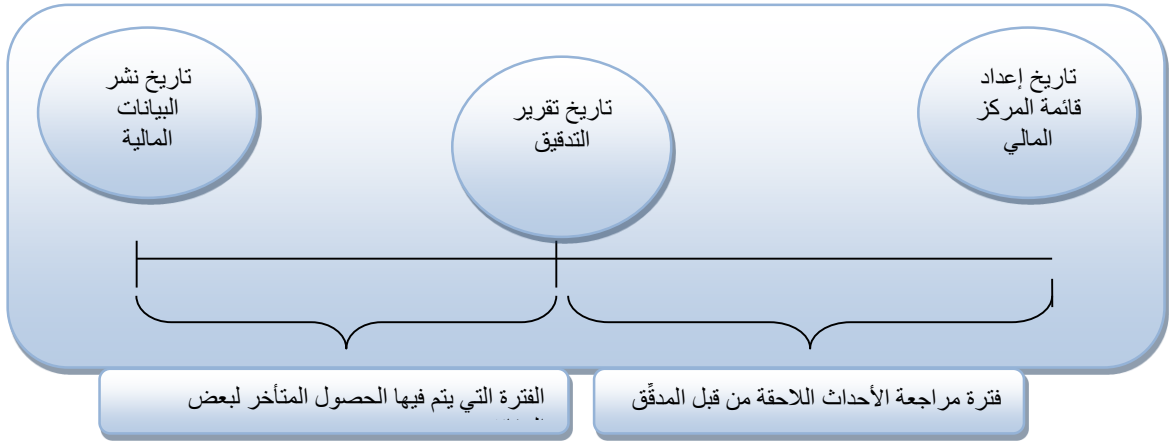 تاريخ إعداد
قائمة المركز
المالي
تاريخ تقرير
التدقيق
تاريخ نشر
البيانات
المالية
فترة مراجعة الأحداث اللاحقة من قبل المدقِّق
الفترة التي يتم فيها الحصول المتأخر لبعض